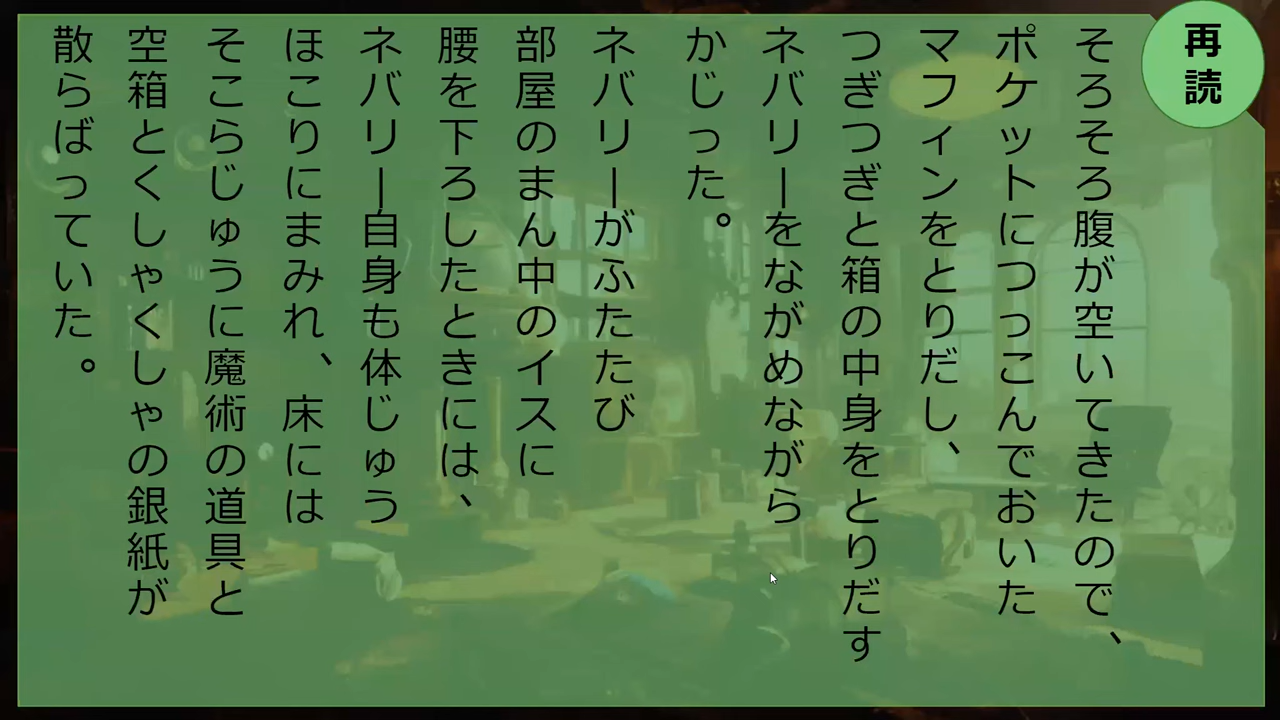 再読
そろそろ腹が空いてきたので、
ポケットにつっこんでおいた
マフィンをとりだし、
つぎつぎと箱の中身をとりだす
ネバリーをながめながら
かじった。
ネバリーがふたたび
部屋のまん中のイスに
腰を下ろしたときには、
ネバリー自身も体じゅう
ほこりにまみれ、床には
そこらじゅうに魔術の道具と
空箱とくしゃくしゃの銀紙が
散らばっていた。